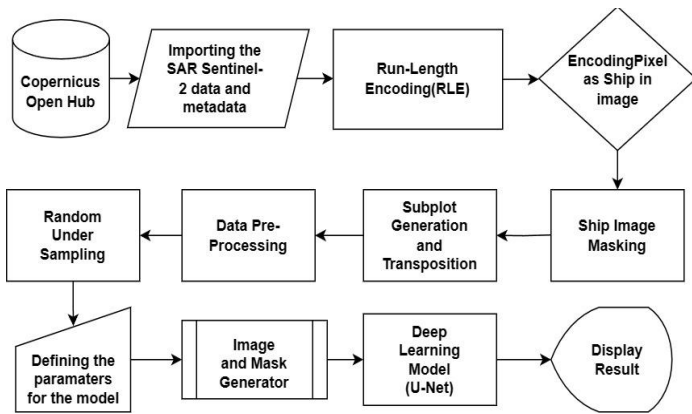 Copernicus
Open Hub
Importing the
SAR Sentinel-
2 data and
metadata
Run-Length
Encoding(RLE)
EncodingPixel
as Ship in
image
Ship Image
Masking
Subplot
Generation
and
Transposition
Data Pre-
Processing
Random
Under
Sampling
Defining the
paramaters
for the model
Image
and Mask
Generator
Deep
Learning
Model
(U-Net)
Display
Result